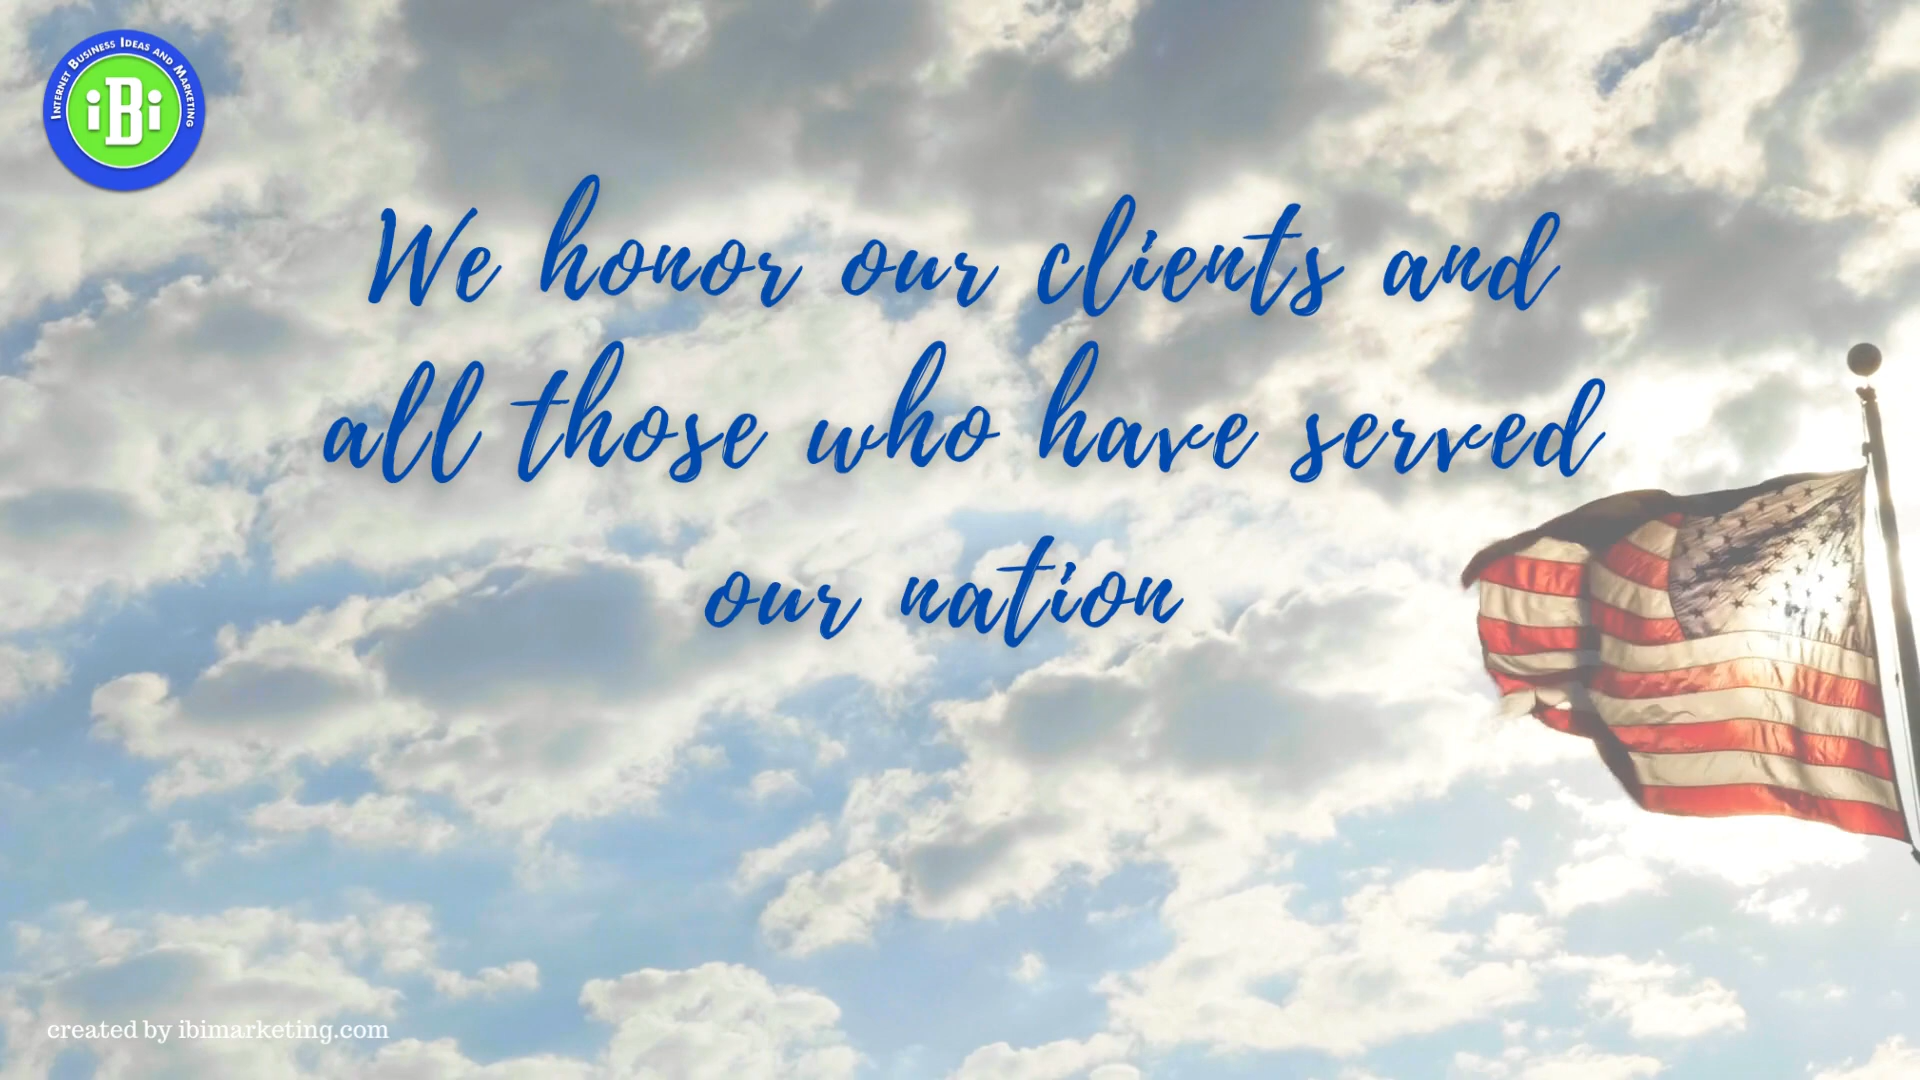 Internet Business Ideas and Marketing
iBi
We honor our clients and
all those who have served
our nation
created by ibimarketing.com